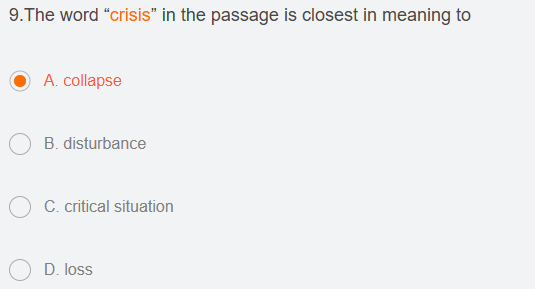 9.The word “crisis” in the passage is closest in meaning to
A. collapse
B. disturbance
C. critical situation
D. loss